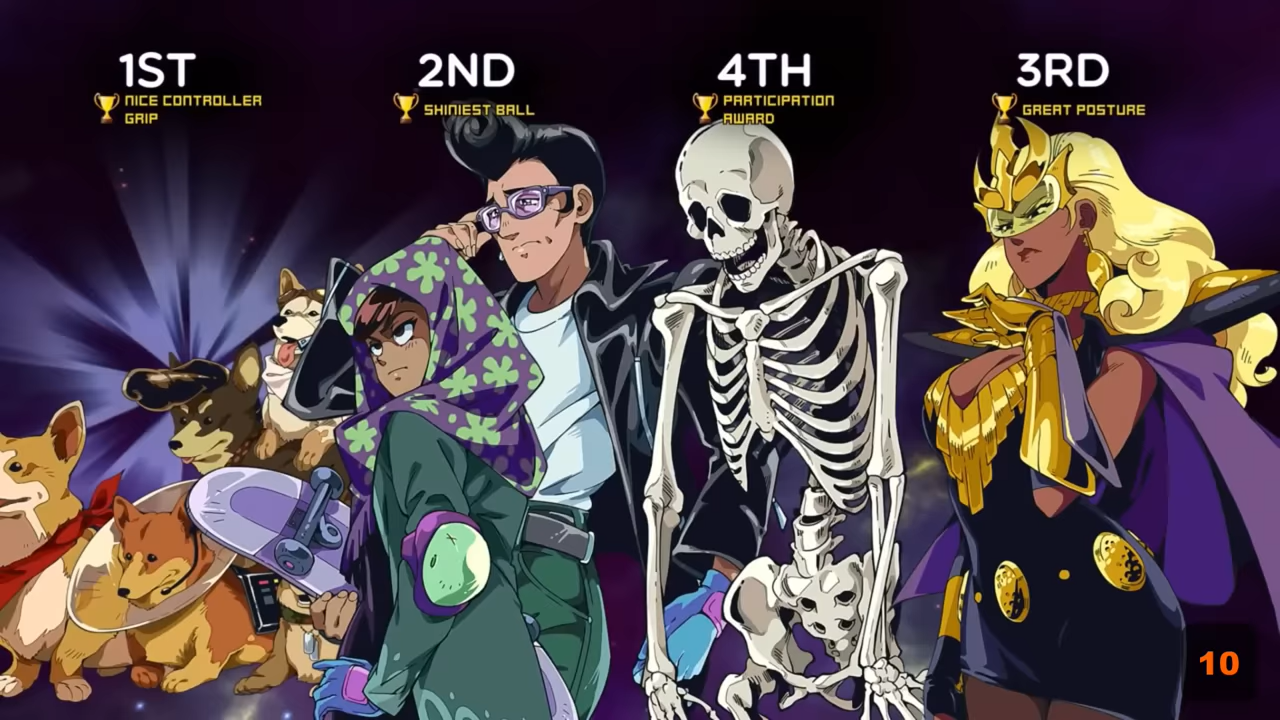 1ST
NICE CONTROLLER
GRIP
2ND
SHINIEST BALL
4TH
PARTICIPATION
AWARD
3RD
GREAT POSTURE
10